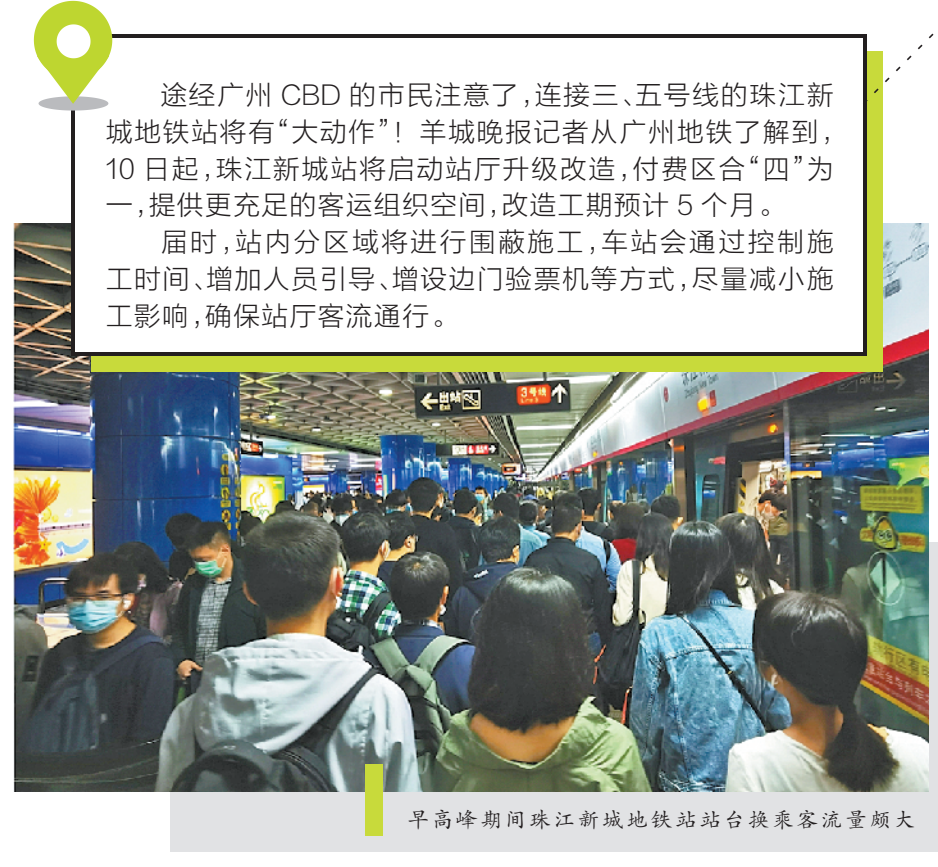 途经广州 CBD 的市民注意了,连接三、五号线的珠江新
城地铁站将有“大动作”！羊城晚报记者从广州地铁了解到,
10 日起,珠江新城站将启动站厅升级改造,付费区合“四”为
一,提供更充足的客运组织空间,改造工期预计 5 个月。
届时,站内分区域将进行围蔽施工,车站会通过控制施
工时间、增加人员引导、增设边门验票机等方式,尽量减小施
工影响,确保站厅客流通行。
出站
Exit
3号线
Line 3
早高峰期间珠江新城地铁站站台换乘客流量颇大